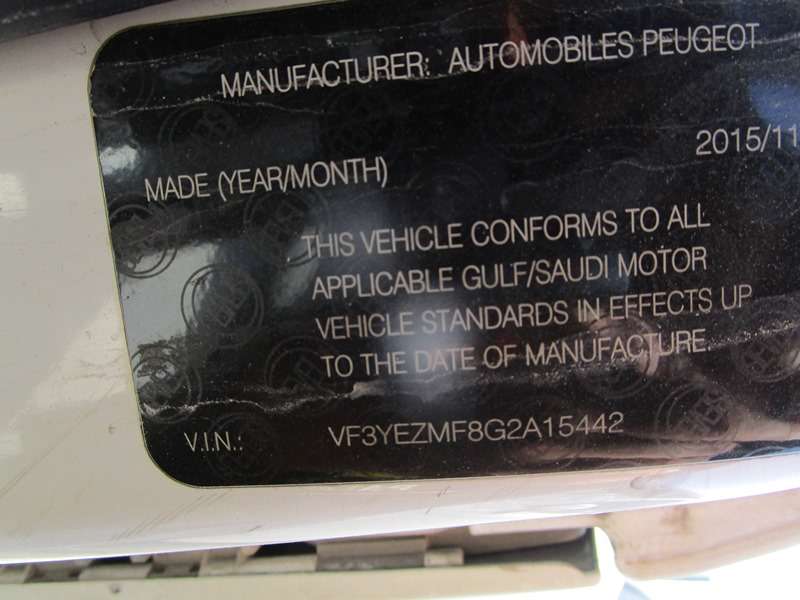 MANUFACTURER: AUTOMOBILES PEUGEOT
2015/11
MADE (YEAR/MONTH)
THIS VEHICLE CONFORMS TO ALL
APPLICABLE GULF/SAUDI MOTOR
VEHICLE STANDARDS IN EFFECTS UP
TO THE DATE OF MANUFACTURE.
V.I.N.: VF3YEZMF8G2A15442